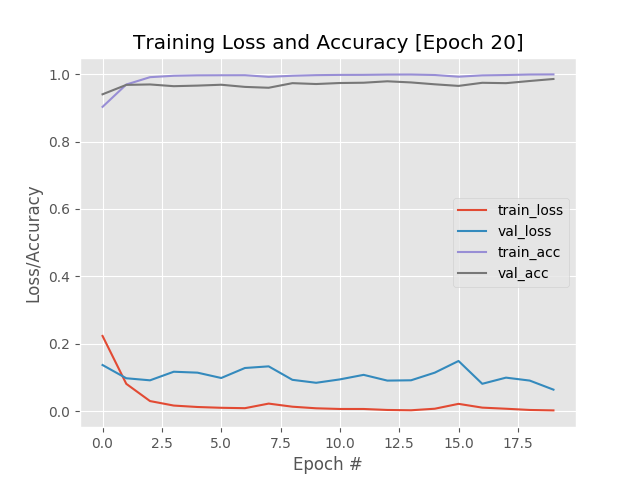 Training Loss and Accuracy [Epoch 20]
1.0
0.8
0.6
0.4
0.2
0.0
Loss/Accuracy
train_loss
val_loss
train_acc
val_acc
0.0 2.5 5.0 7.5 10.0 12.5 15.0 17.5
Epoch #